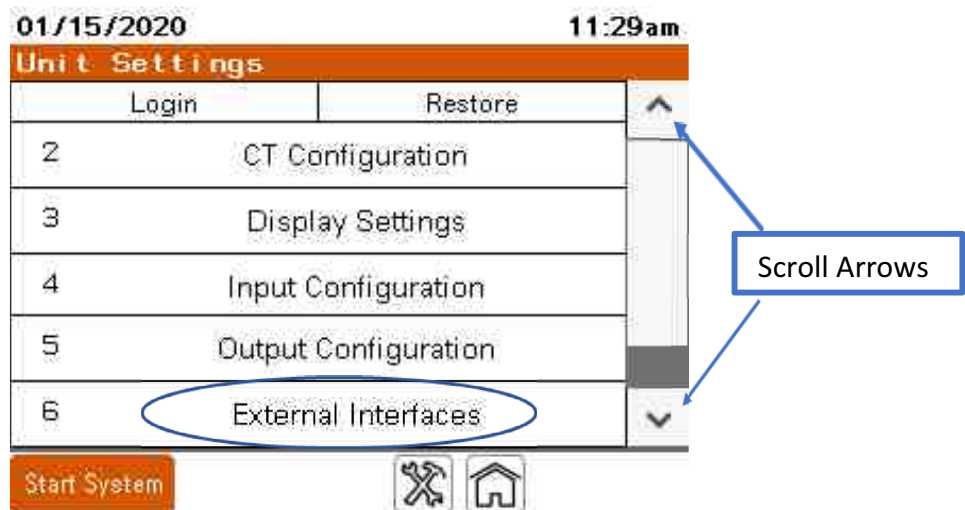 01/15/2020 11:29am
Unit Settings
Login Restore
2 CT Configuration
3 Display Settings
4 Input Configuration
5 Output Configuration
6 External Interfaces
Scroll Arrows
Start System